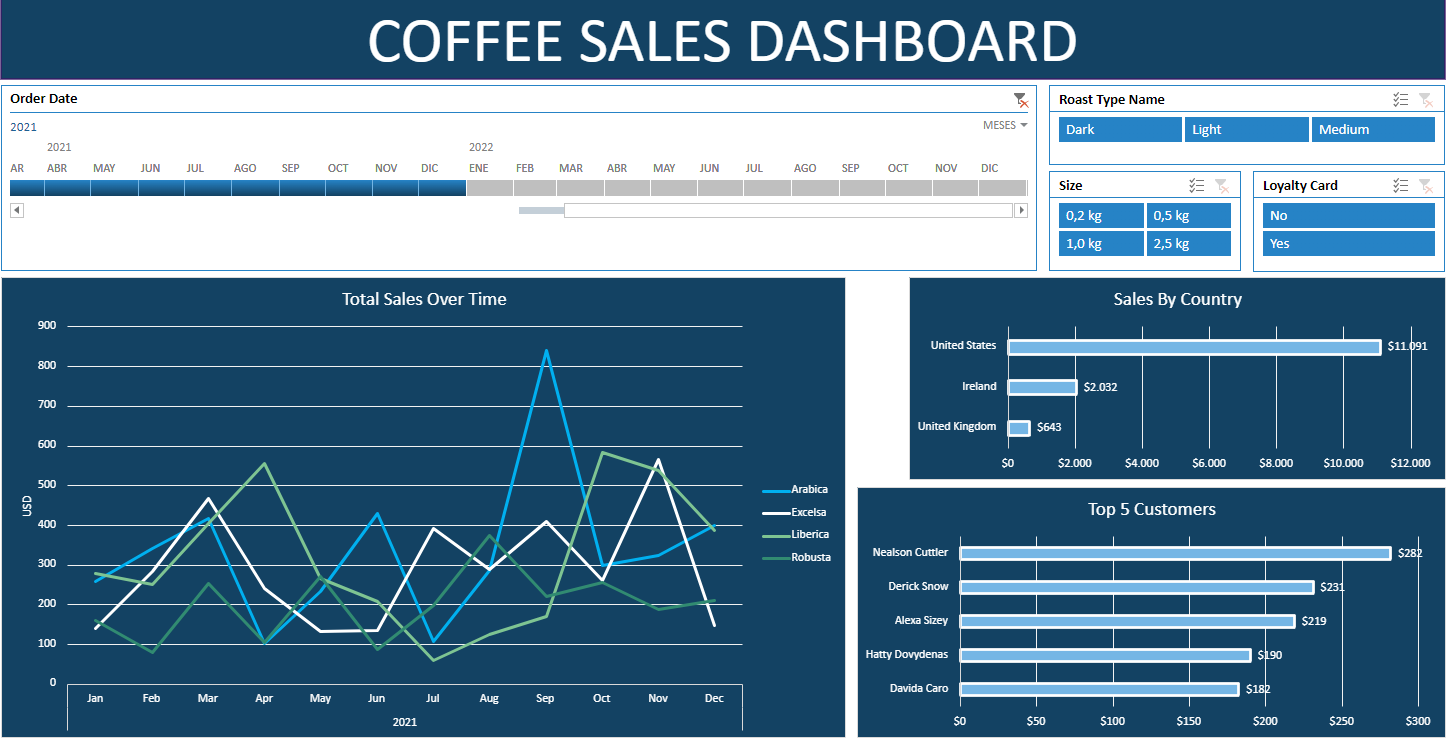 COFFEE SALES DASHBOARD
Order Date
2021
MESES
2021 2022
AR ABR MAY JUN JUL AGO SEP OCT NOV DIC ENE FEB MAR ABR MAY JUN JUL AGO SEP OCT NOV DIC
Roast Type Name
Dark Light Medium
Size
0,2 kg 0,5 kg
1,0 kg 2,5 kg
Loyalty Card
No
Yes
Total Sales Over Time
900
800
700
600
500
400
300
200
100
0
USD
Jan Feb Mar Apr May Jun Jul Aug Sep Oct Nov Dec
2021
Arabica
Excelsa
Liberica
Robusta
Sales By Country
United States $11.091
Ireland $2.032
United Kingdom $643
$0 $2.000 $4.000 $6.000 $8.000 $10.000 $12.000
Top 5 Customers
Nealson Cuttler $282
Derick Snow $231
Alexa Sizey $219
Hatty Dovydenas $190
Davida Caro $182
$0 $50 $100 $150 $200 $250 $300